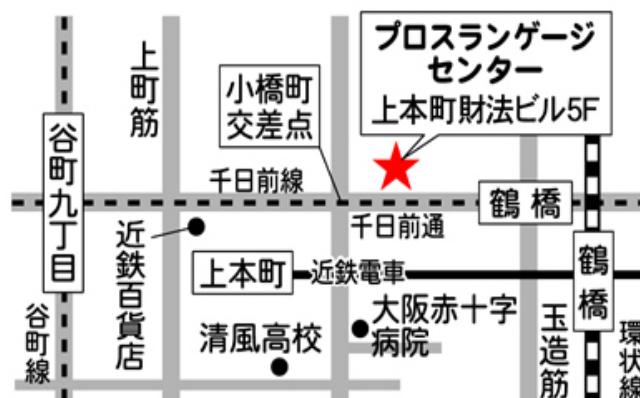 プロスランゲージ
センター
上本町財法ビル5F
上町筋
小橋町
交差点
谷町九丁目
千日前線
鶴橋
千日前通
近鉄百貨店
上本町
近鉄電車
鶴橋
谷町線
清風高校
大阪赤十字
病院
玉造筋
環状線